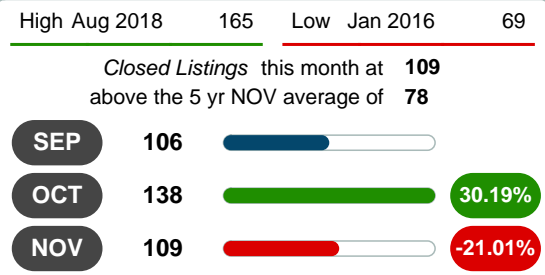 High Aug 2018 165 Low Jan 2016 69
Closed Listings this month at 109
above the 5 yr NOV average of 78
SEP 106
OCT 138 30.19%
NOV 109 -21.01%